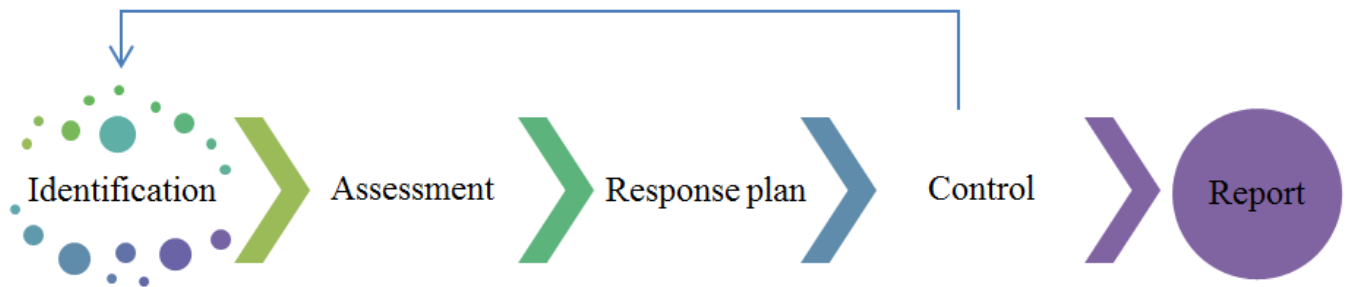 Identification
Assessment
Response plan
Control
Report